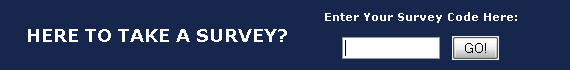 HERE TO TAKE A SURVEY?
Enter Your Survey Code Here:
GO!